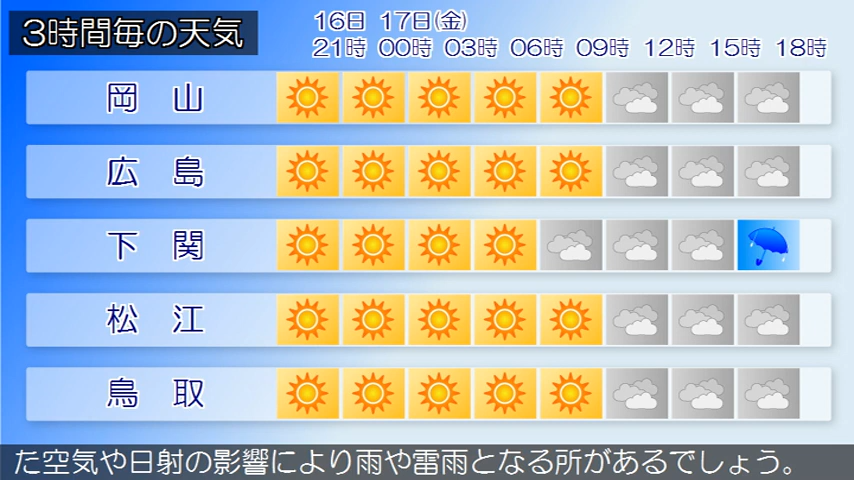 3時間毎の天気
16日 17日(金)
21時 00時 03時 06時 09時 12時 15時 18時
岡 山
広 島
下 関
松 江
鳥 取
た空気や日射の影響により雨や雷雨となる所があるでしょう。